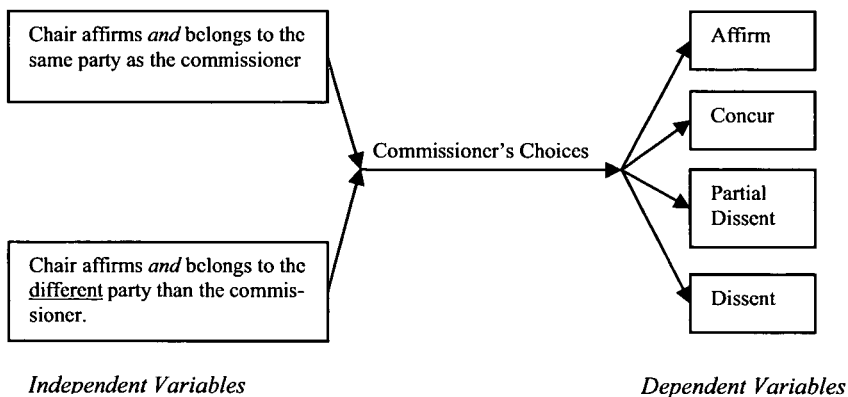 Chair affirms and belongs to the
same party as the commissioner
Commissioner's Choices
Chair affirms and belongs to the
different party than the commis-
sioner.
Affirm
Concur
Partial
Dissent
Dissent
Independent Variables
Dependent Variables